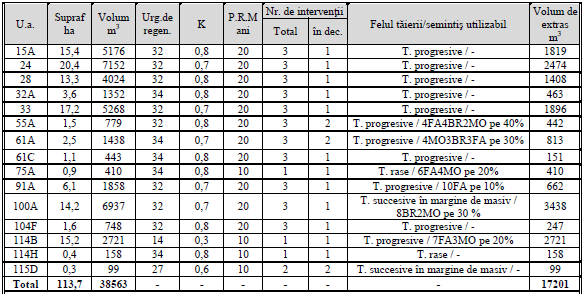 U.a. Supraf ha Volum m³ Urg.de regen. K P.R.M ani Nr. de intervenţii Total în dec. Felul tăierii/seminţiş utilizabil Volum de extras m³
15A 15,4 5176 32 0,8 20 3 1 T. progresive / - 1819
24 20,4 7152 32 0,7 20 3 1 T. progresive / - 2474
28 13,3 4024 32 0,8 20 3 1 T. progresive / - 1408
32A 3,6 1352 34 0,8 20 3 1 T. progresive / - 463
33 17,2 5268 32 0,7 20 3 1 T. progresive / - 1896
55A 1,5 779 32 0,8 20 3 2 T. progresive / 4FA4BR2MO pe 40% 442
61A 2,5 1438 34 0,7 20 3 2 T. progresive / 4MO3BR3FA pe 30% 813
61C 1,1 443 34 0,8 20 3 1 T. progresive / - 151
75A 0,9 410 34 0,8 10 1 1 T. rase / 6FA4MO pe 20% 410
91A 6,1 1858 32 0,7 20 3 1 T. progresive / 10FA pe 10% 662
100A 14,2 6937 32 0,7 20 3 1 T. succesive în margine de masiv / 8BR2MO pe 30 % 3438
104F 1,6 748 32 0,8 20 3 1 T. progresive / - 247
114B 15,2 2721 14 0,3 10 1 1 T. progresive / 7FA3MO pe 20% 2721
114H 0,4 158 34 0,8 10 1 1 T. rase / - 158
115D 0,3 99 27 0,6 10 2 2 T. succesive în margine de masiv / - 99
Total 113,7 38563 - - - - - - 17201